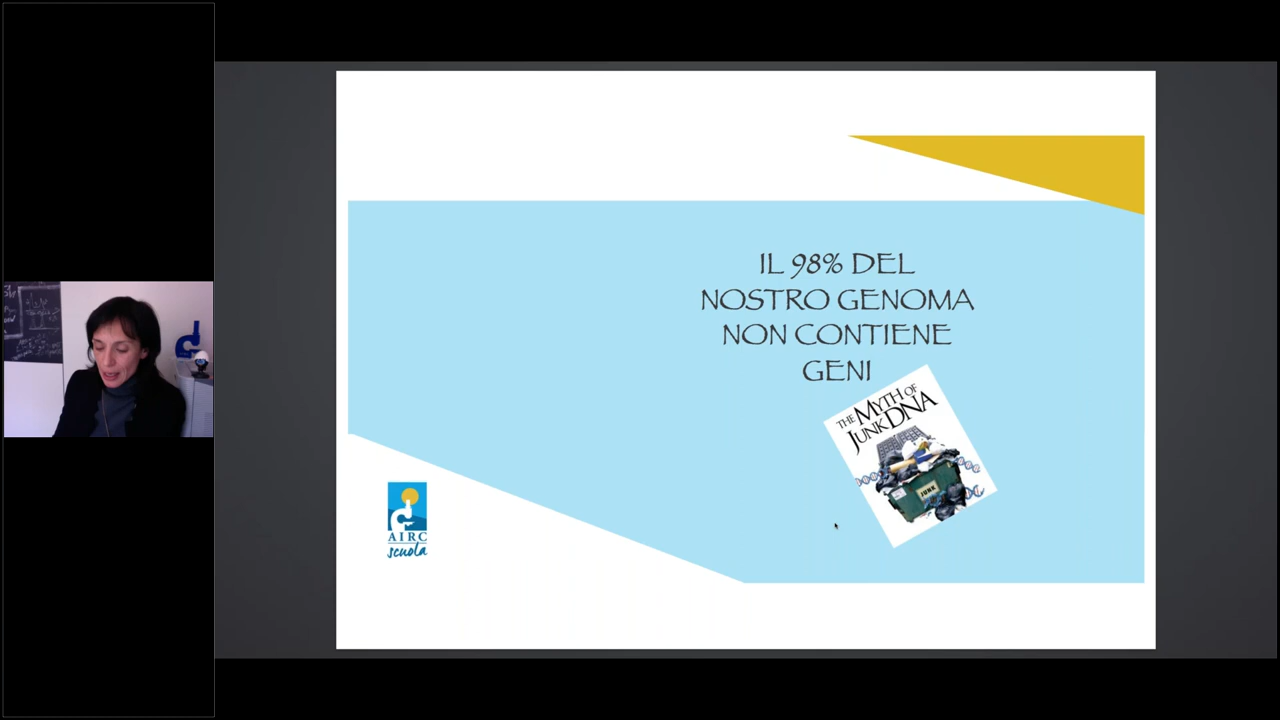 IL 98% DEL
NOSTRO GENOMA
NON CONTIENE
GENI
THE MYTH OF
JUNK DNA
JUNK
AIRC
scuola